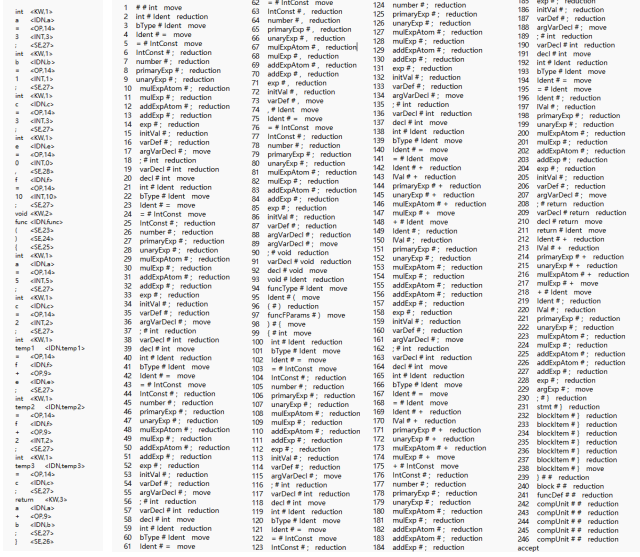 int <KW,1>
a <IDN,a>
= <OP,14>
3 <INT,3>
; <SE,27>
int <KW,1>
b <IDN,b>
= <OP,14>
1 <INT,1>
; <SE,27>
int <KW,1>
c <IDN,c>
= <OP,14>
3 <INT,3>
; <SE,27>
int <KW,1>
e <IDN,e>
= <OP,14>
0 <INT,0>
, <SE,28>
f <IDN,f>
= <OP,14>
10 <INT,10>
; <SE,27>
void <KW,2>
func <IDN,func>
( <SE,23>
) <SE,24>
{ <SE,25>
int <KW,1>
a <IDN,a>
= <OP,14>
5 <INT,5>
; <SE,27>
int <KW,1>
c <IDN,c>
= <OP,14>
2 <INT,2>
; <SE,27>
int <KW,1>
temp1 <IDN,temp1>
= <OP,14>
f <IDN,f>
+ <OP,9>
e <IDN,e>
; <SE,27>
int <KW,1>
temp2 <IDN,temp2>
= <OP,14>
f <IDN,f>
+ <OP,9>
2 <INT,2>
; <SE,27>
int <KW,1>
temp3 <IDN,temp3>
= <OP,14>
c <IDN,c>
; <SE,27>
return <KW,3>
a <IDN,a>
+ <OP,9>
b <IDN,b>
; <SE,27>
} <SE,26>
1 # # int move
2 int # Ident move
3 bType # Ident move
4 Ident # = move
5 = # IntConst move
6 IntConst # ; reduction
7 number # ; reduction
8 primaryExp # ; reduction
9 unaryExp # ; reduction
10 mulExpAtom # ; reduction
11 mulExp # ; reduction
12 addExpAtom # ; reduction
13 addExp # ; reduction
14 exp # ; reduction
15 initVal # ; reduction
16 varDef # ; reduction
17 argVarDecl # ; move
18 ; # int reduction
19 varDecl # int reduction
20 decl # int move
21 int # Ident reduction
22 bType # Ident move
23 Ident # = move
24 = # IntConst move
25 IntConst # ; reduction
26 number # ; reduction
27 primaryExp # ; reduction
28 unaryExp # ; reduction
29 mulExpAtom # ; reduction
30 mulExp # ; reduction
31 addExpAtom # ; reduction
32 addExp # ; reduction
33 exp # ; reduction
34 initVal # ; reduction
35 varDef # ; reduction
36 argVarDecl # ; move
37 ; # int reduction
38 varDecl # int reduction
39 decl # int move
40 int # Ident reduction
41 bType # Ident move
42 Ident # = move
43 = # IntConst move
44 IntConst # ; reduction
45 number # ; reduction
46 primaryExp # ; reduction
47 unaryExp # ; reduction
48 mulExpAtom # ; reduction
49 mulExp # ; reduction
50 addExpAtom # ; reduction
51 addExp # ; reduction
52 exp # ; reduction
53 initVal # ; reduction
54 varDef # ; reduction
55 argVarDecl # ; move
56 ; # int reduction
57 varDecl # int reduction
58 decl # int move
59 int # Ident reduction
60 bType # Ident move
61 Ident # = move
62 = # IntConst move
63 IntConst # , reduction
64 number # , reduction
65 primaryExp # , reduction
66 unaryExp # , reduction
67 mulExpAtom # , reduction
68 mulExp # , reduction
69 addExpAtom # , reduction
70 addExp # , reduction
71 exp # , reduction
72 initVal # , reduction
73 varDef # , move
74 , # Ident move
75 Ident # = move
76 = # IntConst move
77 IntConst # ; reduction
78 number # ; reduction
79 primaryExp # ; reduction
80 unaryExp # ; reduction
81 mulExpAtom # ; reduction
82 mulExp # ; reduction
83 addExpAtom # ; reduction
84 addExp # ; reduction
85 exp # ; reduction
86 initVal # ; reduction
87 varDef # ; reduction
88 argVarDecl # ; reduction
89 argVarDecl # ; move
90 ; # void reduction
91 varDecl # void reduction
92 decl # void move
93 void # Ident reduction
94 funcType # Ident move
95 Ident # ( move
96 ( # ) reduction
97 funcFParams # ) move
98 ) # { move
99 { # int move
100 int # Ident reduction
101 bType # Ident move
102 Ident # = move
103 = # IntConst move
104 IntConst # ; reduction
105 number # ; reduction
106 primaryExp # ; reduction
107 unaryExp # ; reduction
108 mulExpAtom # ; reduction
109 mulExp # ; reduction
110 addExpAtom # ; reduction
111 addExp # ; reduction
112 exp # ; reduction
113 initVal # ; reduction
114 varDef # ; reduction
115 argVarDecl # ; move
116 ; # int reduction
117 varDecl # int reduction
118 decl # int move
119 int # Ident reduction
120 bType # Ident move
121 Ident # = move
122 = # IntConst move
123 IntConst # ; reduction
124 number # ; reduction
125 primaryExp # ; reduction
126 unaryExp # ; reduction
127 mulExpAtom # ; reduction
128 mulExp # ; reduction
129 addExpAtom # ; reduction
130 addExp # ; reduction
131 exp # ; reduction
132 initVal # ; reduction
133 varDef # ; reduction
134 argVarDecl # ; move
135 ; # int reduction
136 varDecl # int reduction
137 decl # int move
138 int # Ident reduction
139 bType # Ident move
140 Ident # = move
141 = # Ident move
142 Ident # + reduction
143 lVal # + reduction
144 primaryExp # + reduction
145 unaryExp # + reduction
146 mulExpAtom # + reduction
147 mulExp # + move
148 + # Ident move
149 Ident # ; reduction
150 lVal # ; reduction
151 primaryExp # ; reduction
152 unaryExp # ; reduction
153 mulExpAtom # ; reduction
154 mulExp # ; reduction
155 addExpAtom # ; reduction
156 addExpAtom # ; reduction
157 addExp # ; reduction
158 exp # ; reduction
159 initVal # ; reduction
160 varDef # ; reduction
161 argVarDecl # ; move
162 ; # int reduction
163 varDecl # int reduction
164 decl # int move
165 int # Ident reduction
166 bType # Ident move
167 Ident # = move
168 = # Ident move
169 Ident # + reduction
170 lVal # + reduction
171 primaryExp # + reduction
172 unaryExp # + reduction
173 mulExpAtom # + reduction
174 mulExp # + move
175 + # IntConst move
176 IntConst # ; reduction
177 number # ; reduction
178 primaryExp # ; reduction
179 unaryExp # ; reduction
180 mulExpAtom # ; reduction
181 mulExp # ; reduction
182 addExpAtom # ; reduction
183 addExpAtom # ; reduction
184 addExp # ; reduction
185 exp # ; reduction
186 initVal # ; reduction
187 varDef # ; reduction
188 argVarDecl # ; move
189 ; # int reduction
190 varDecl # int reduction
191 decl # int move
192 int # Ident reduction
193 bType # Ident move
194 Ident # = move
195 = # Ident move
196 Ident # ; reduction
197 lVal # ; reduction
198 primaryExp # ; reduction
199 unaryExp # ; reduction
200 mulExpAtom # ; reduction
201 mulExp # ; reduction
202 addExpAtom # ; reduction
203 addExp # ; reduction
204 exp # ; reduction
205 initVal # ; reduction
206 varDef # ; reduction
207 argVarDecl # ; move
208 ; # return reduction
209 varDecl # return reduction
210 decl # return move
211 return # Ident move
212 Ident # + reduction
213 lVal # + reduction
214 primaryExp # + reduction
215 unaryExp # + reduction
216 mulExpAtom # + reduction
217 mulExp # + move
218 + # Ident move
219 Ident # ; reduction
220 lVal # ; reduction
221 primaryExp # ; reduction
222 unaryExp # ; reduction
223 mulExpAtom # ; reduction
224 mulExp # ; reduction
225 addExpAtom # ; reduction
226 addExpAtom # ; reduction
227 addExp # ; reduction
228 exp # ; reduction
229 argExp # ; move
230 ; # } reduction
231 stmt # } reduction
232 blockItem # } reduction
233 blockItem # } reduction
234 blockItem # } reduction
235 blockItem # } reduction
236 blockItem # } reduction
237 blockItem # } reduction
238 blockItem # } move
239 } # # reduction
240 block # # reduction
241 funcDef # # reduction
242 compUnit # # reduction
243 compUnit # # reduction
244 compUnit # # reduction
245 compUnit # # reduction
246 compUnit # # reduction
accept